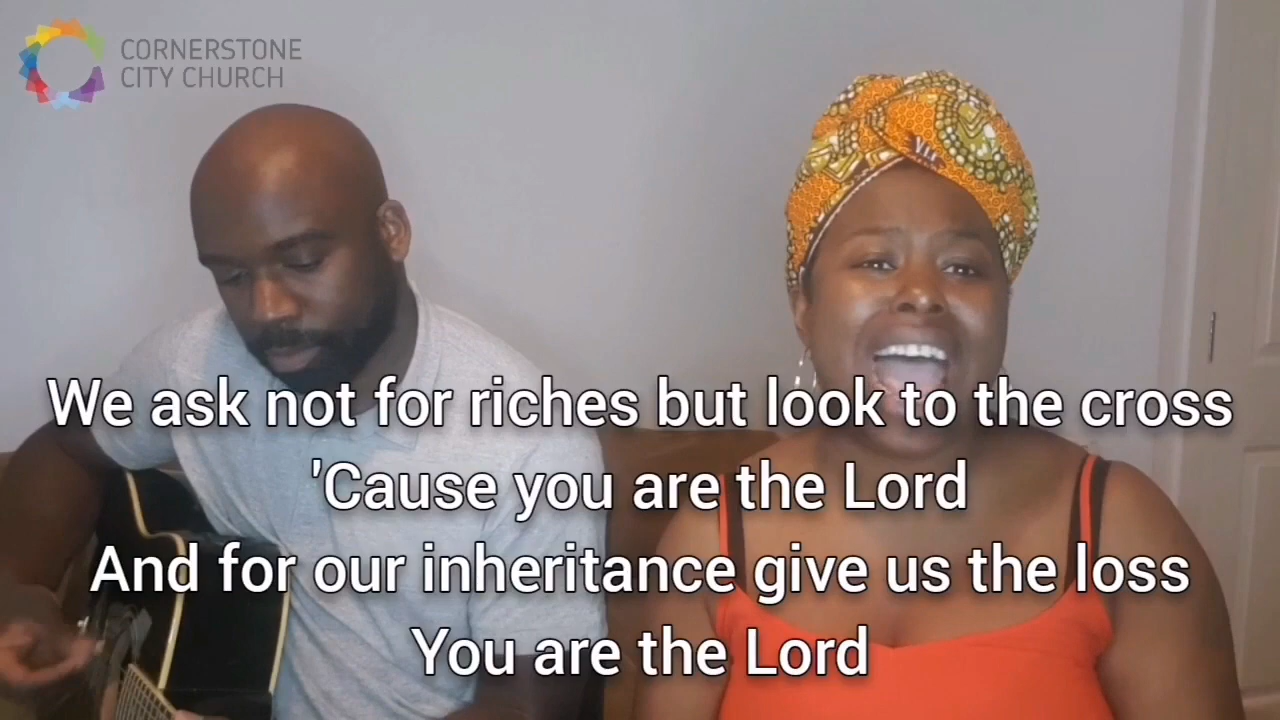 CORNERSTONE
CITY CHURCH
We ask not for riches but look to the cross
'Cause you are the Lord
And for our inheritance give us the loss
You are the Lord